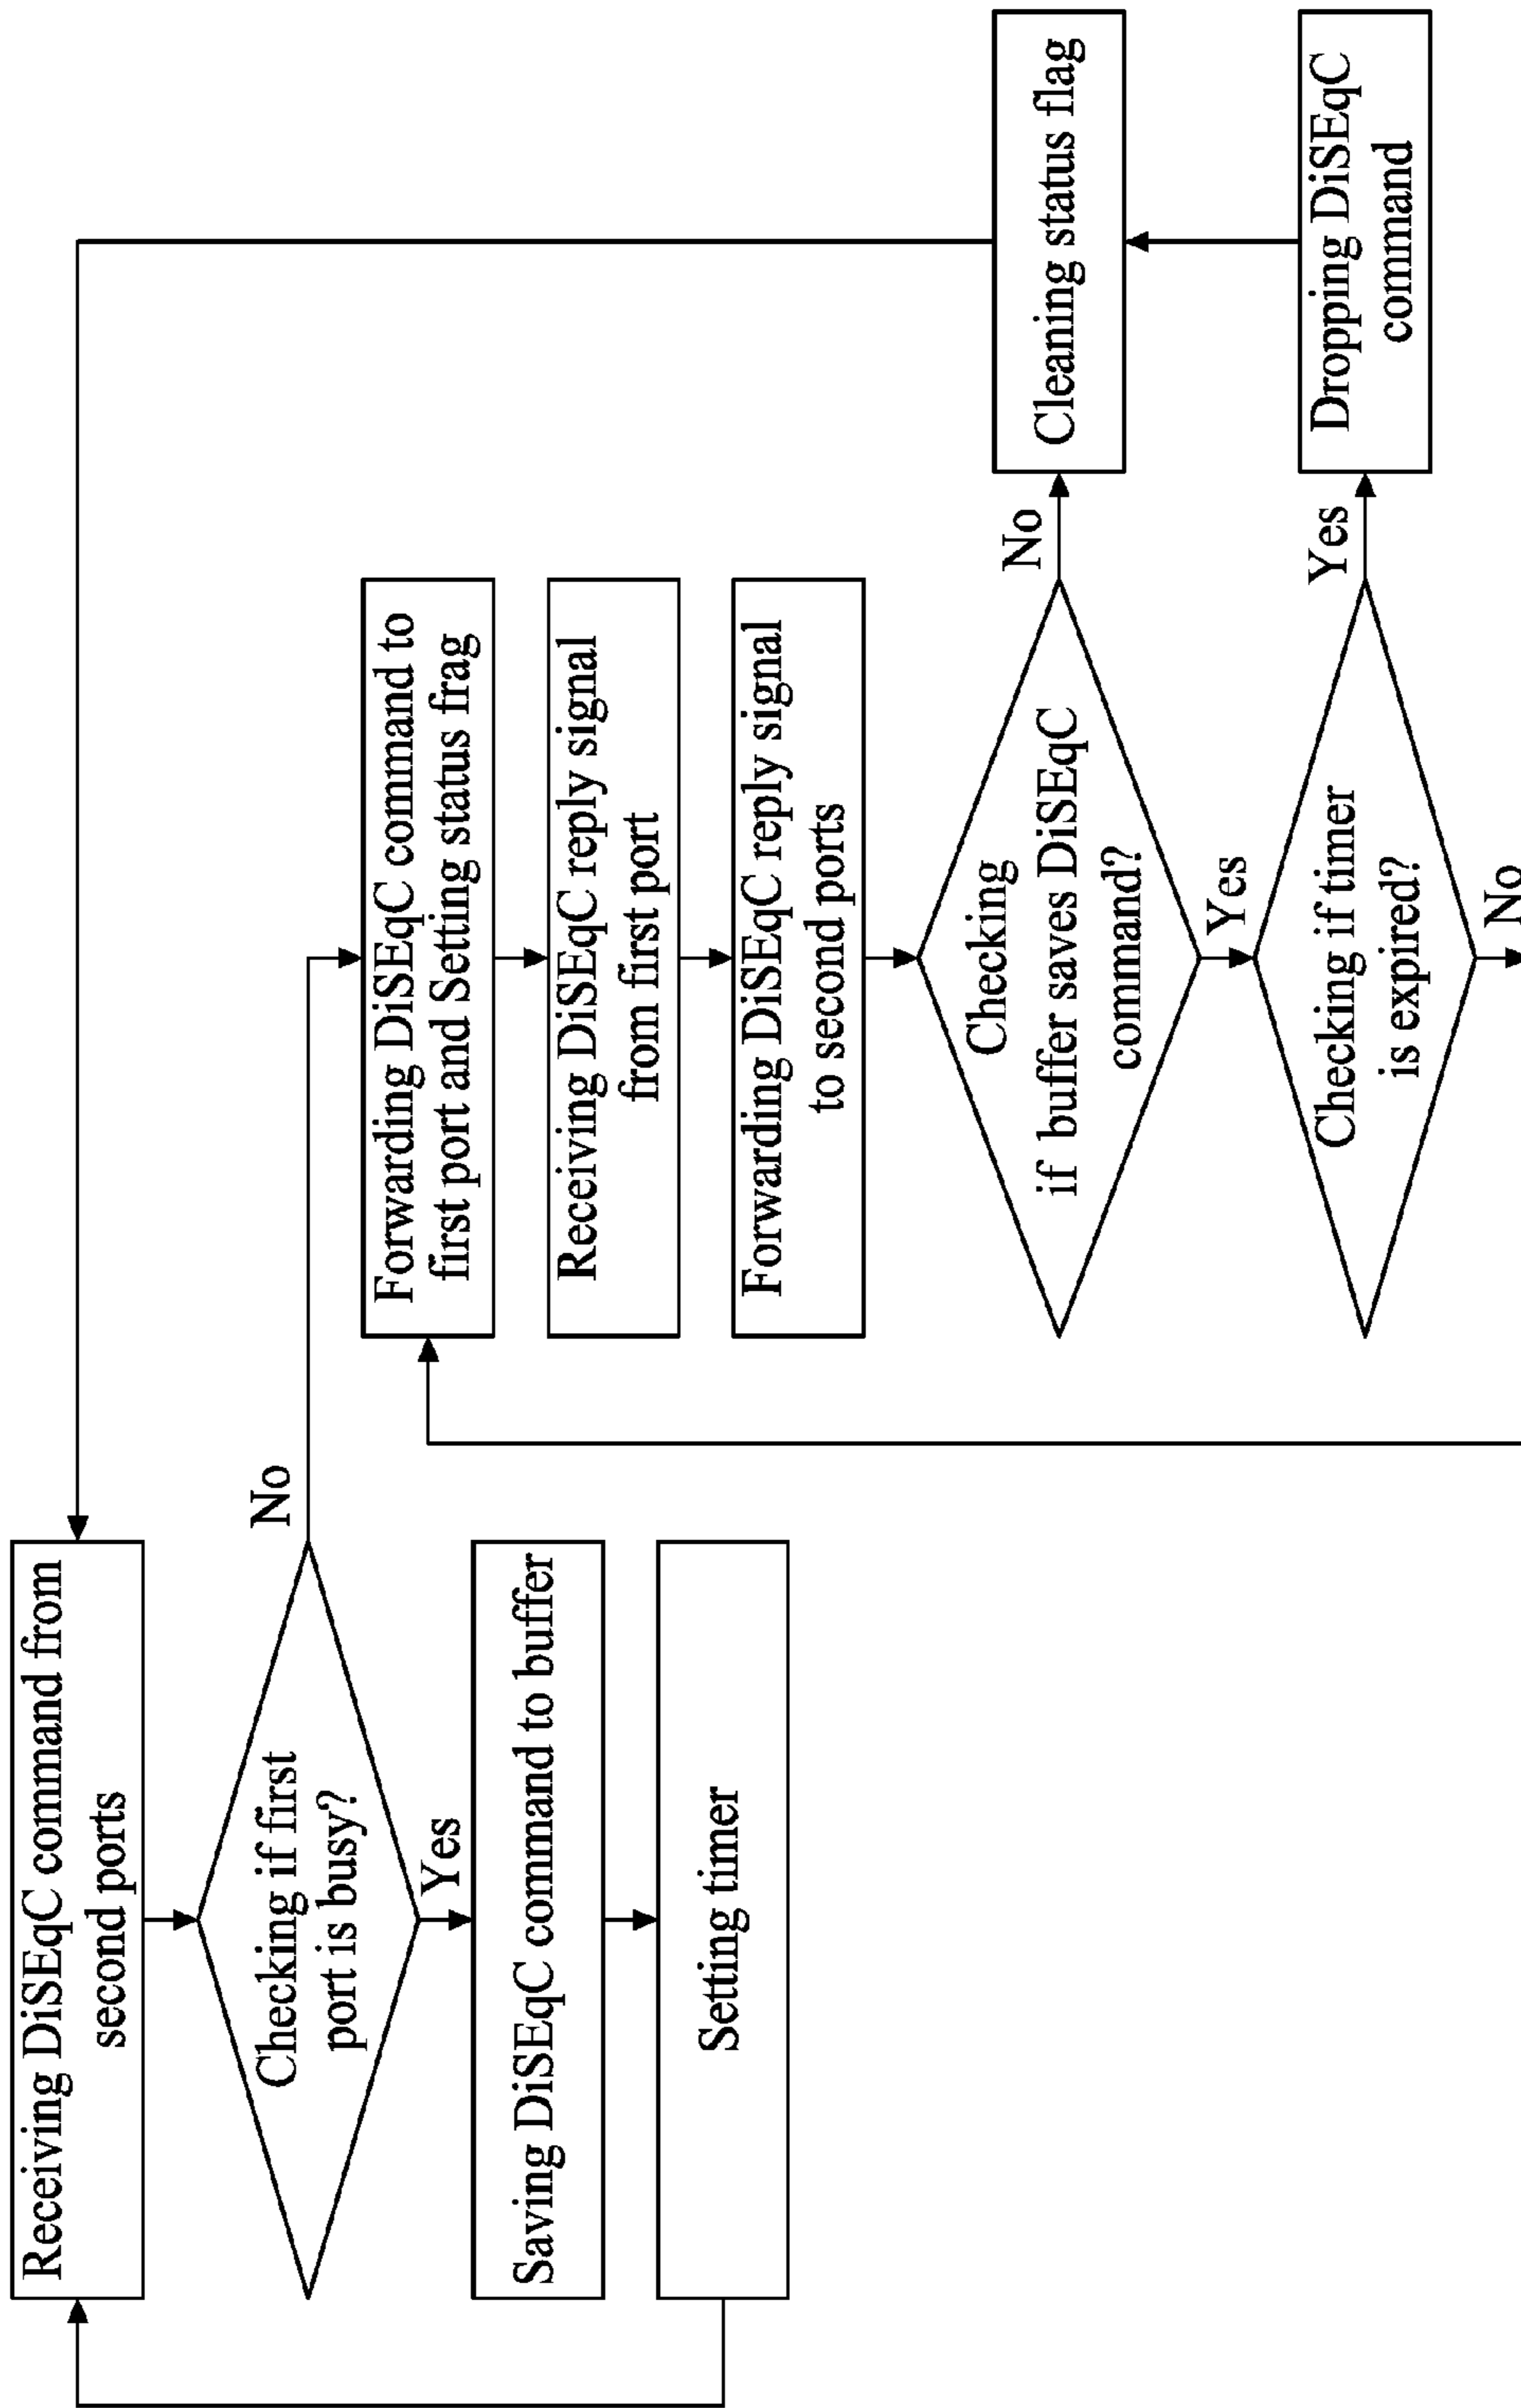 Receiving DiSEqC command from
second ports
Checking if first
port is busy?
No
Yes
Saving DiSEqC command to buffer
Setting timer
Forwarding DiSEqC command to
first port and Setting status frag
Receiving DiSEqC reply signal
from first port
Forwarding DiSEqC reply signal
to second ports
Checking
if buffer saves DiSEqC
command?
No
Yes
Cleaning status flag
Checking if timer
is expired?
Yes
No
Dropping DiSEqC
command